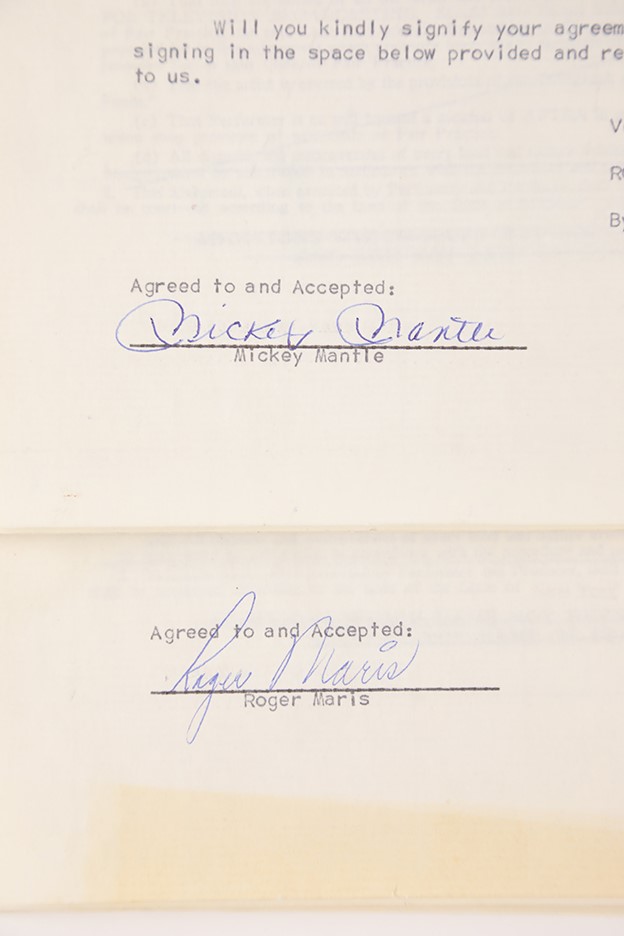 Will you kindly signify your agreem
signing in the space below provided and re
to us.
V
R
By
Agreed to and Accepted:
Mickey Mantle
Mickey Mantle
Agreed to and Accepted:
Roger Maris
Roger Maris